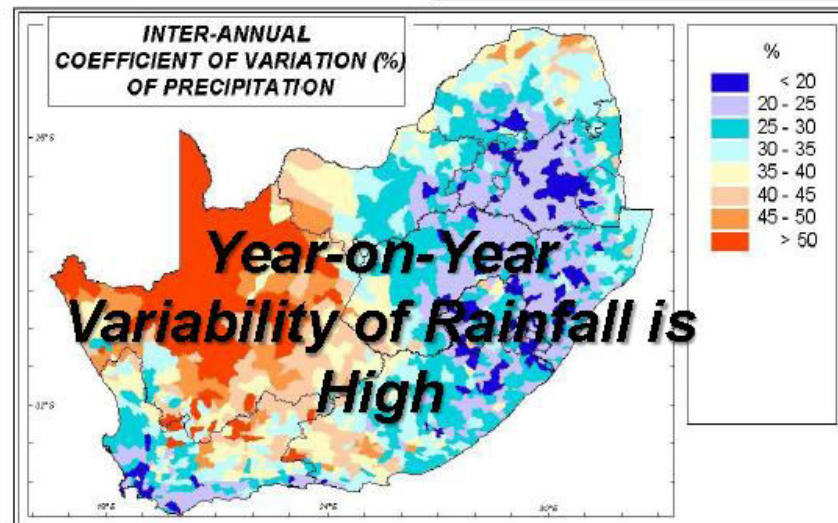 INTER-ANNUAL
COEFFICIENT OF VARIATION (%)
OF PRECIPITATION
%
< 20
20 - 25
25 - 30
30 - 35
35 - 40
40 - 45
45 - 50
> 50
Year-on-Year
Variability of Rainfall is
High